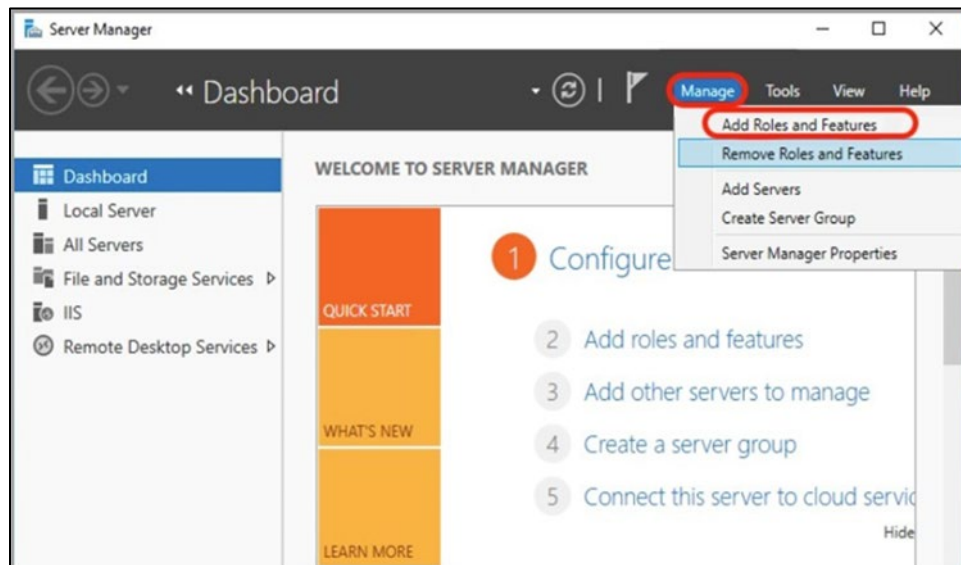 Server Manager
Dashboard
Manage Tools View Help
Add Roles and Features
Remove Roles and Features
Add Servers
Create Server Group
Server Manager Properties
Dashboard
Local Server
All Servers
File and Storage Services
IIS
Remote Desktop Services
WELCOME TO SERVER MANAGER
QUICK START
WHAT'S NEW
LEARN MORE
1 Configure
2 Add roles and features
3 Add other servers to manage
4 Create a server group
5 Connect this server to cloud servic
Hide